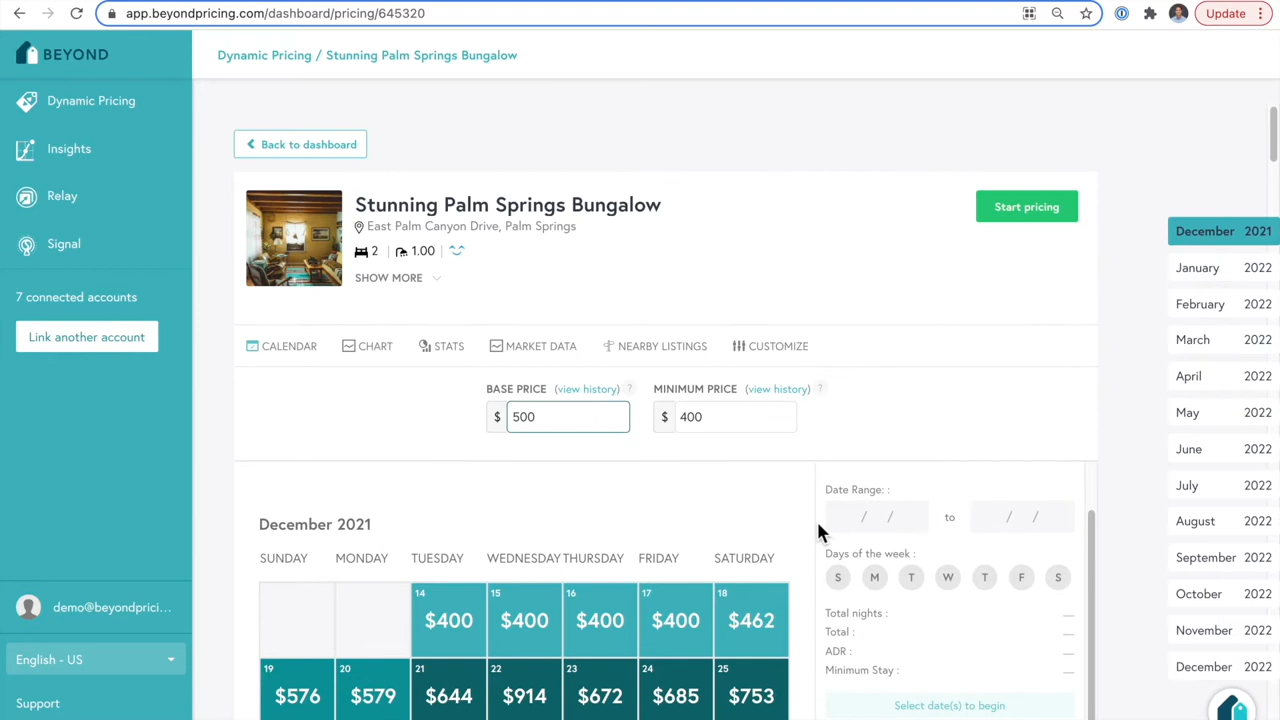 app.beyondpricing.com/dashboard/pricing/645320
Update
BEYOND
Dynamic Pricing / Stunning Palm Springs Bungalow
Dynamic Pricing
Insights
Relay
Signal
7 connected accounts
Link another account
demo@beyondprici...
English - US
Support
Back to dashboard
Stunning Palm Springs Bungalow
East Palm Canyon Drive, Palm Springs
2 | 1.00 |
SHOW MORE
Start pricing
CALENDAR CHART STATS MARKET DATA NEARBY LISTINGS CUSTOMIZE
BASE PRICE (view history) ? MINIMUM PRICE (view history) ?
$ 500 $ 400
December 2021
SUNDAY MONDAY TUESDAY WEDNESDAY THURSDAY FRIDAY SATURDAY
14 15 16 17 18
$400 $400 $400 $400 $462
19 20 21 22 23 24 25
$576 $579 $644 $914 $672 $685 $753
Date Range: :
/ / to / /
Days of the week :
S M T W T F S
Total nights : __
Total : __
ADR : __
Minimum Stay : __
Select date(s) to begin
December 2021
January 2022
February 2022
March 2022
April 2022
May 2022
June 2022
July 2022
August 2022
September 2022
October 2022
November 2022
December 2022